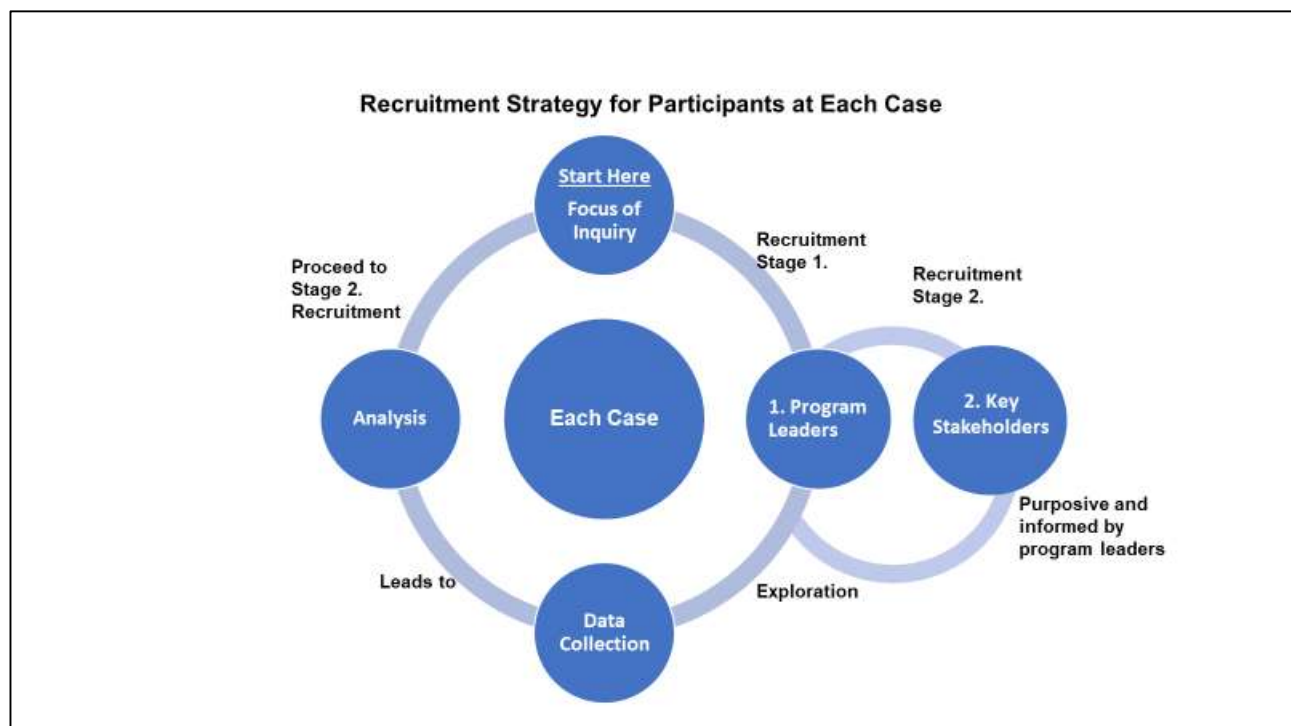 Recruitment Strategy for Participants at Each Case
Start Here
Focus of
Inquiry
Recruitment
Stage 1.
Recruitment
Stage 2.
Proceed to
Stage 2.
Recruitment
Analysis
Each Case
1. Program
Leaders
2. Key
Stakeholders
Purposive and
informed by
program leaders
Leads to
Exploration
Data
Collection